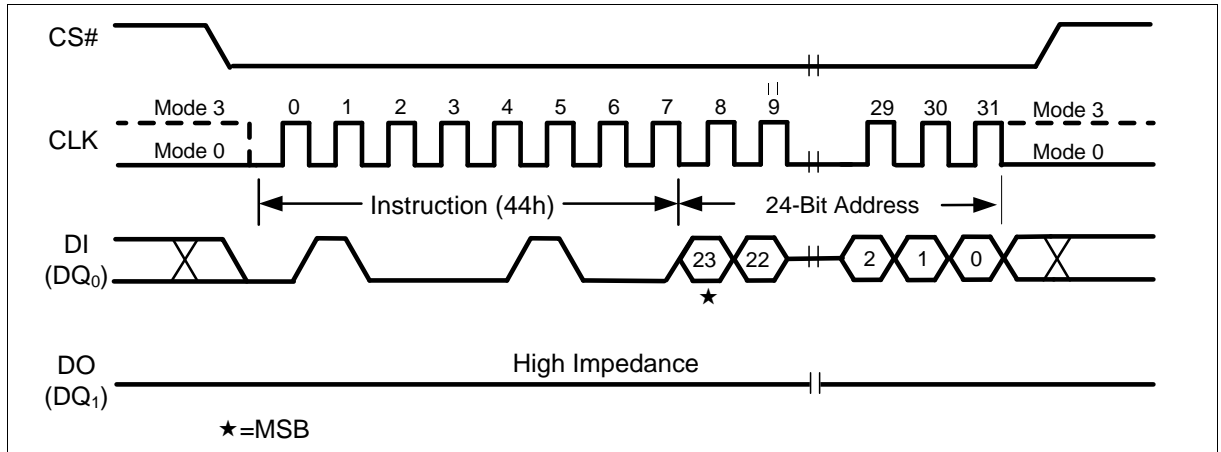 CS#
Mode 3 0 1 2 3 4 5 6 7 8 9 29 30 31 Mode 3
CLK
Mode 0 Mode 0
Instruction (44h) 24-Bit Address
DI
(DQ0)
23 22 2 1 0
★
High Impedance
DO
(DQ1)
★=MSB